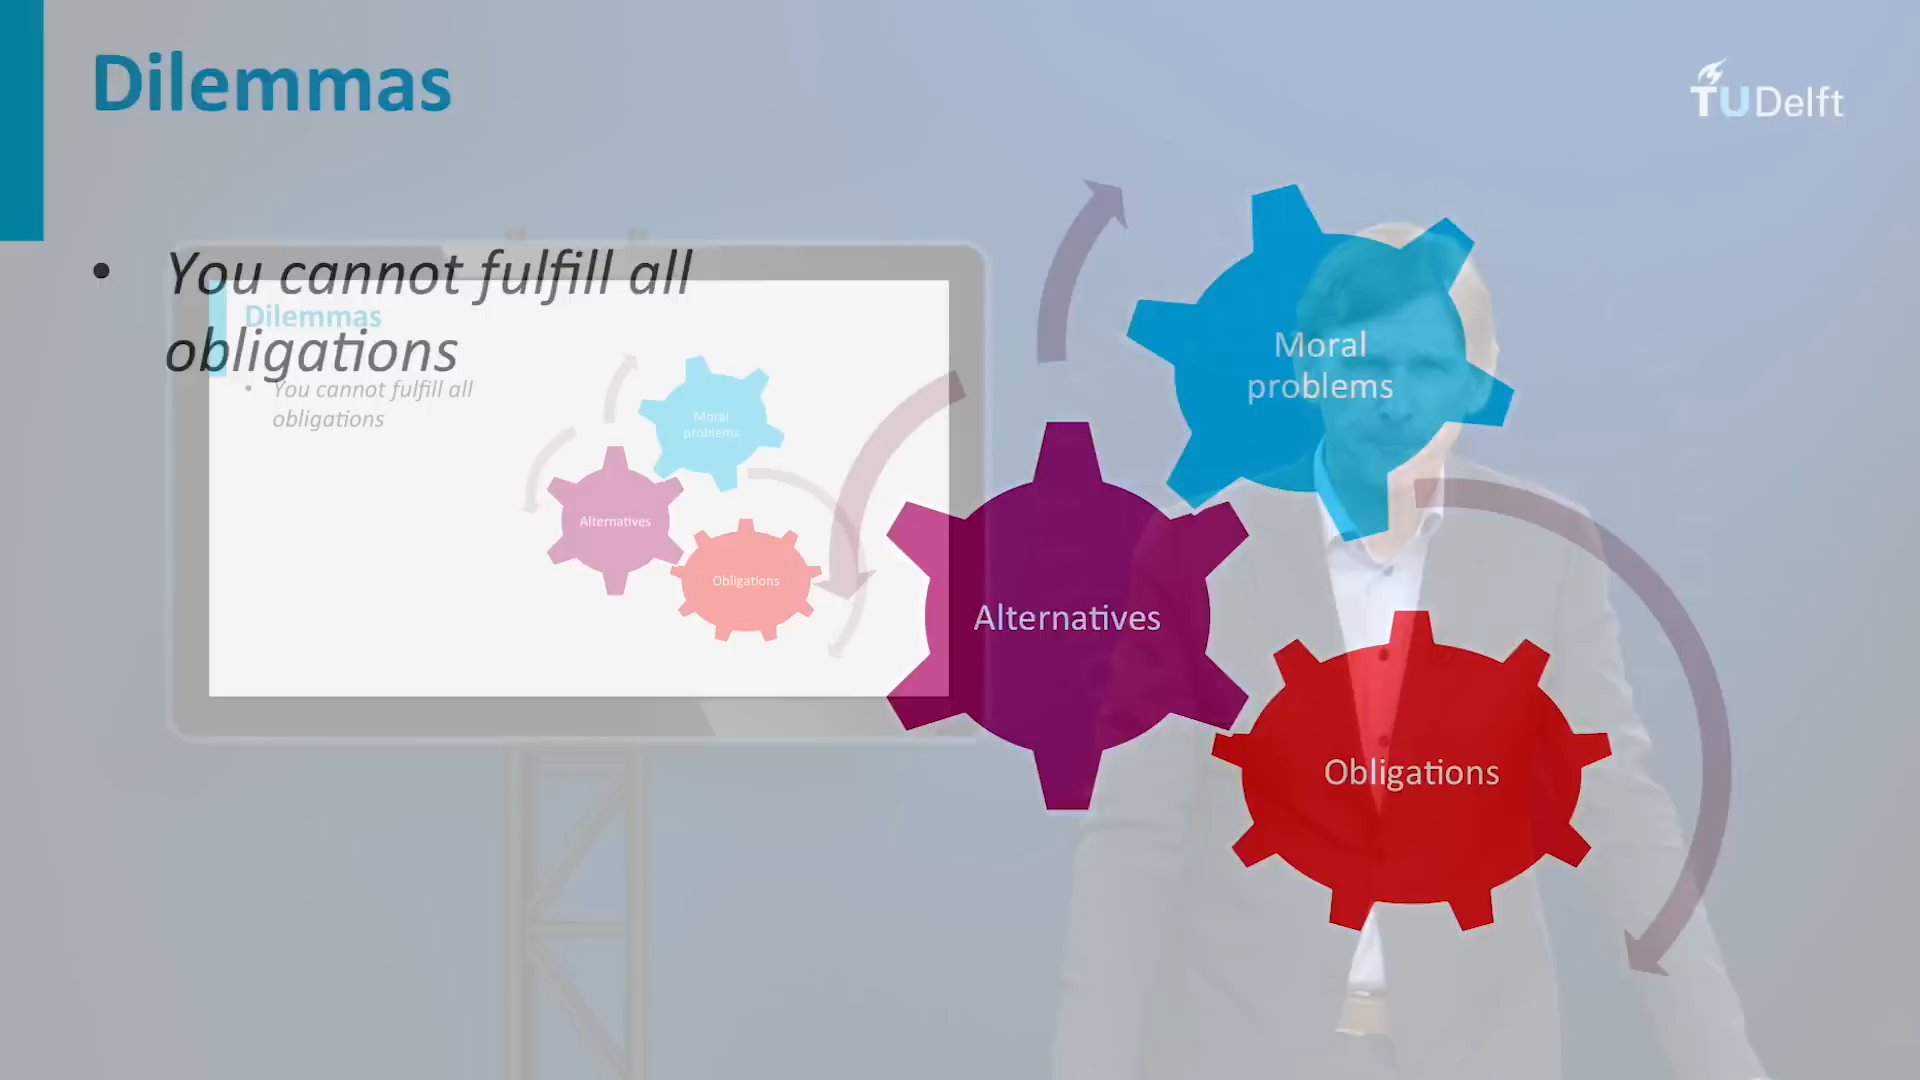 Dilemmas
TUDelft
• You cannot fulfill all
obligations
Moral
problems
Alternatives
Obligations
Dilemmas
• You cannot fulfill all
obligations
Moral
problems
Alternatives
Obligations